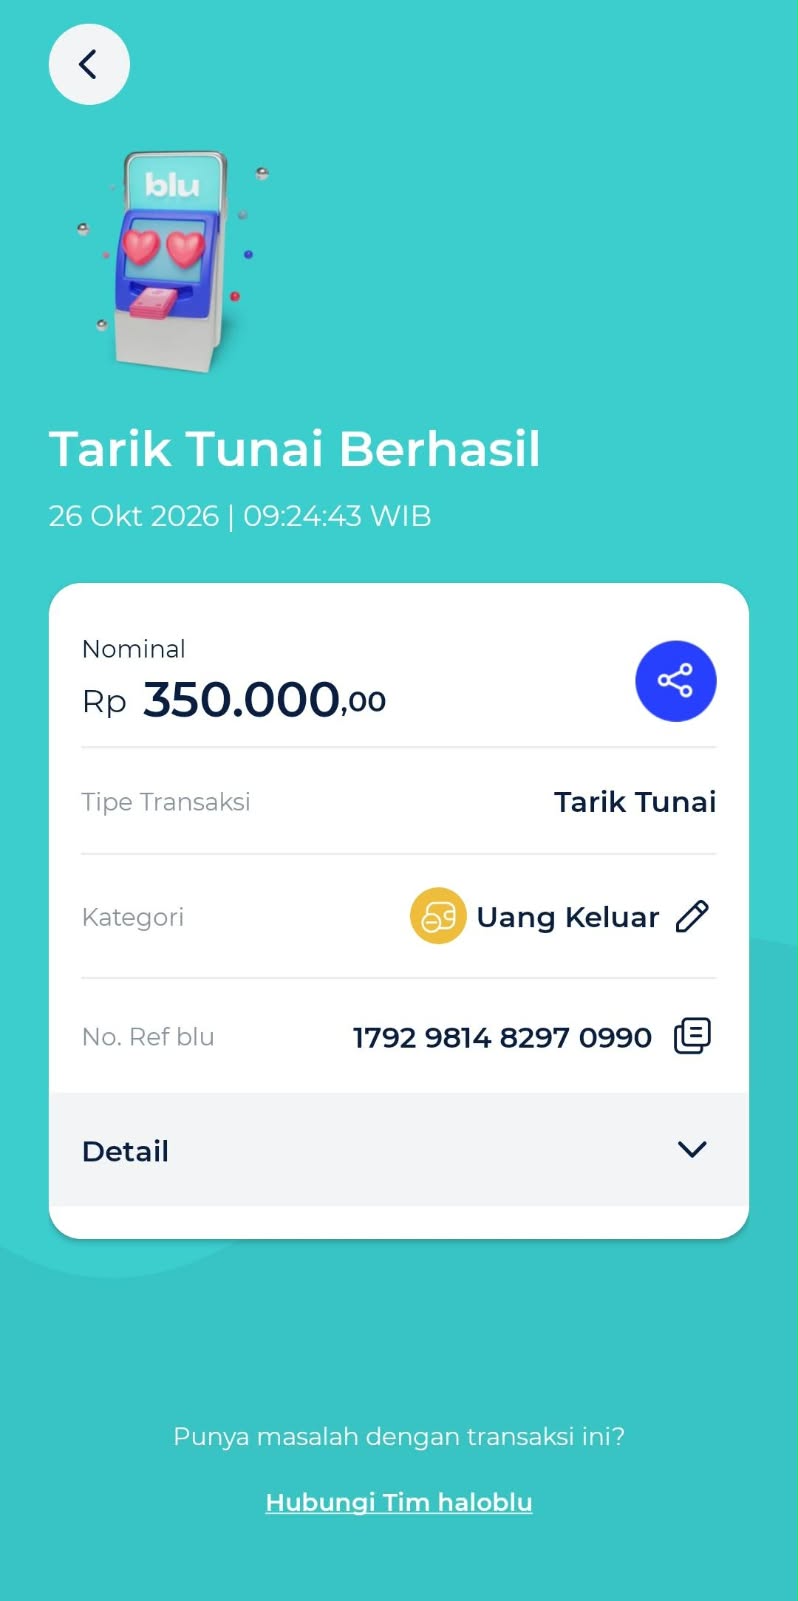 blu
Tarik Tunai Berhasil
26 Okt 2026 | 09:24:43 WIB
Nominal
Rp 350.000,00
Tipe Transaksi Tarik Tunai
Kategori Uang Keluar
No. Ref blu 1792 9814 8297 0990
Detail
Punya masalah dengan transaksi ini?
Hubungi Tim haloblu